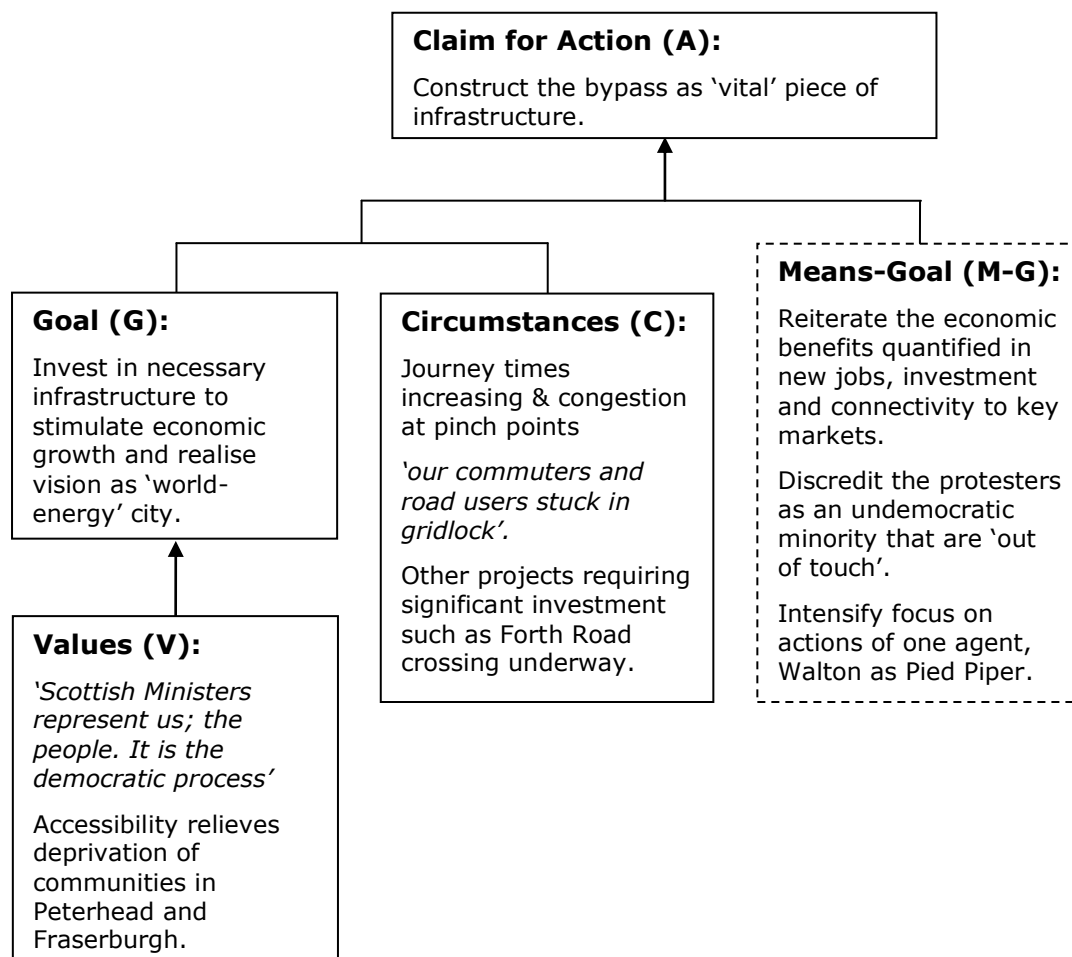 Claim for Action (A):
Construct the bypass as ‘vital’ piece of
infrastructure.
Goal (G):
Invest in necessary
infrastructure to
stimulate economic
growth and realise
vision as ‘world-
energy’ city.
Values (V):
‘Scottish Ministers
represent us; the
people. It is the
democratic process’
Accessibility relieves
deprivation of
communities in
Peterhead and
Fraserburgh.
Circumstances (C):
Journey times
increasing & congestion
at pinch points
‘our commuters and
road users stuck in
gridlock’.
Other projects requiring
significant investment
such as Forth Road
crossing underway.
Means-Goal (M-G):
Reiterate the economic
benefits quantified in
new jobs, investment
and connectivity to key
markets.
Discredit the protesters
as an undemocratic
minority that are ‘out
of touch’.
Intensify focus on
actions of one agent,
Walton as Pied Piper.